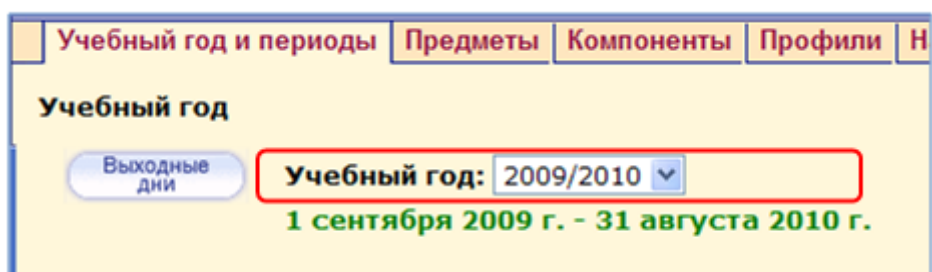 Учебный год и периоды Предметы Компоненты Профили Н
Учебный год
Выходные
дни
Учебный год: 2009/2010
1 сентября 2009 г. - 31 августа 2010 г.